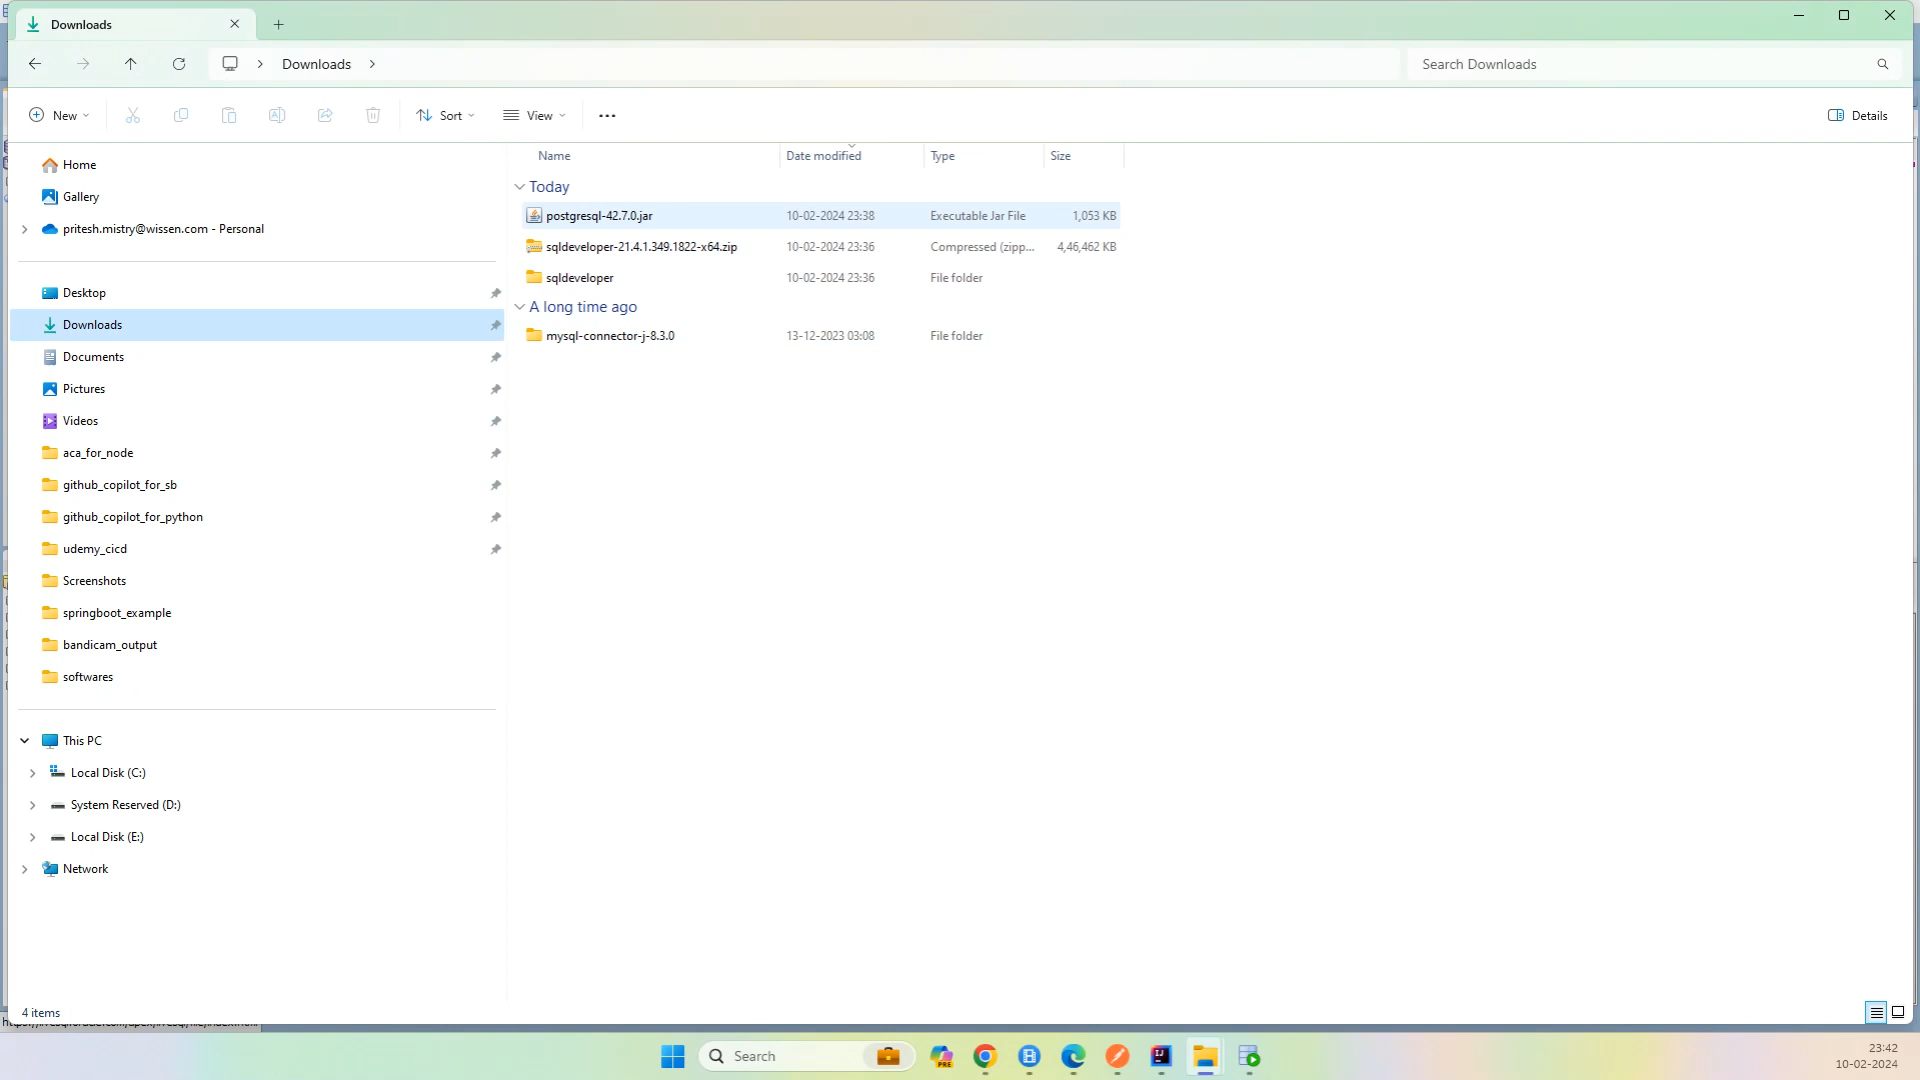 Downloads
Downloads
Search Downloads
New
Sort
View
Details
Home
Gallery
pritesh.mistry@wissen.com - Personal
Desktop
Downloads
Documents
Pictures
Videos
aca_for_node
github_copilot_for_sb
github_copilot_for_python
udemy_cicd
Screenshots
springboot_example
bandicam_output
softwares
This PC
Local Disk (C:)
System Reserved (D:)
Local Disk (E:)
Network
Name Date modified Type Size
Today
postgresql-42.7.0.jar 10-02-2024 23:38 Executable Jar File 1,053 KB
sqldeveloper-21.4.1.349.1822-x64.zip 10-02-2024 23:36 Compressed (zipp... 4,46,462 KB
sqldeveloper 10-02-2024 23:36 File folder
A long time ago
mysql-connector-j-8.3.0 13-12-2023 03:08 File folder
4 items
Search
PRE
23:42
10-02-2024